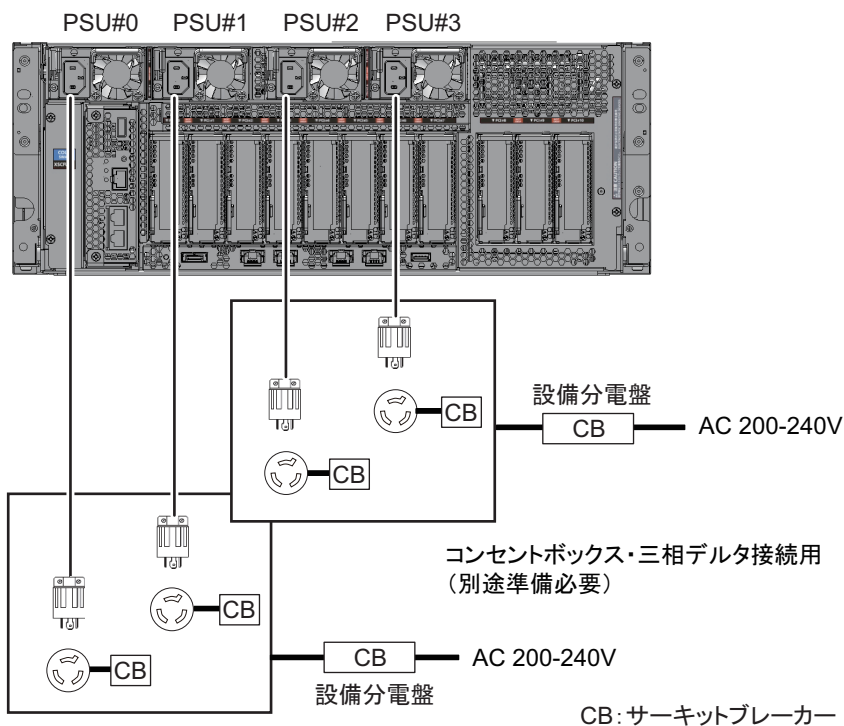 PSU#0 PSU#1 PSU#2 PSU#3
CB
設備分電盤
CB
AC 200-240V
CB
コンセントボックス・三相デルタ接続用
（別途準備必要）
CB
CB
CB
AC 200-240V
設備分電盤
CB：サーキットブレーカー